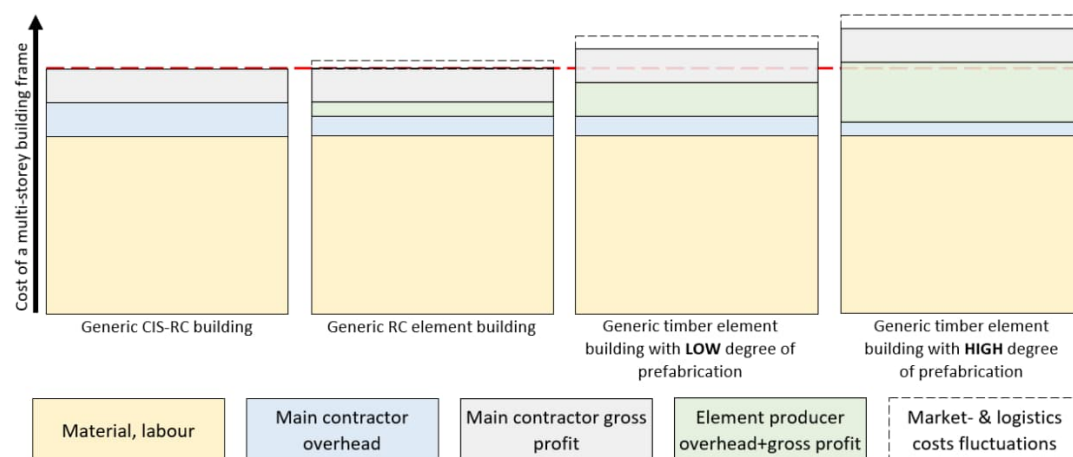 Cost of a multi-storey building frame
Generic CIS-RC building
Generic RC element building
Generic timber element
building with LOW degree of
prefabrication
Generic timber element
building with HIGH degree
of prefabrication
Material, labour
Main contractor
overhead
Main contractor gross
profit
Element producer
overhead+gross profit
Market- & logistics
costs fluctuations